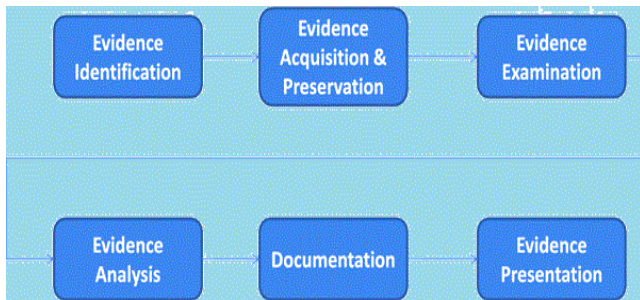 Evidence
Identification
Evidence
Acquisition &
Preservation
Evidence
Examination
Evidence
Analysis
Documentation
Evidence
Presentation